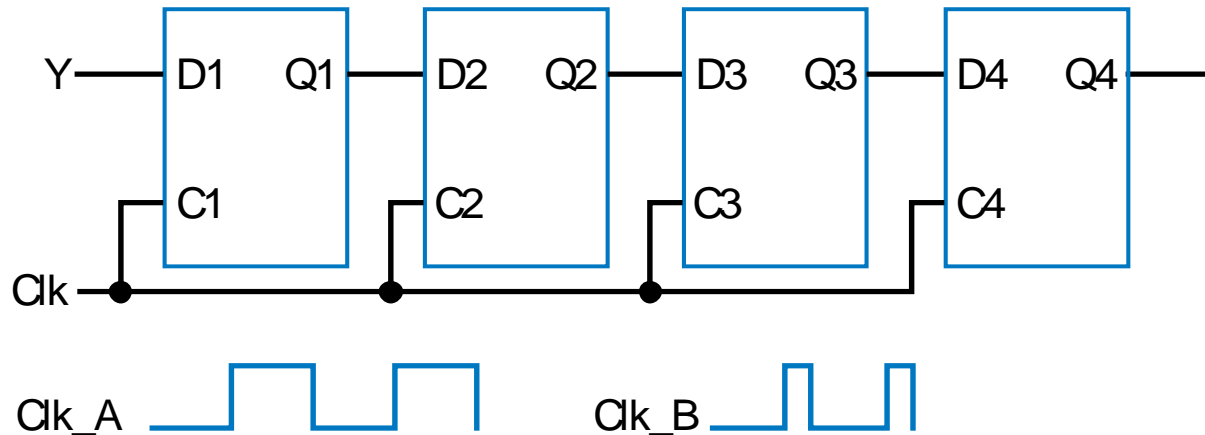 Y D1 Q1 D2 Q2 D3 Q3 D4 Q4
C1 C2 C3 C4
Clk
Clk_A Clk_B